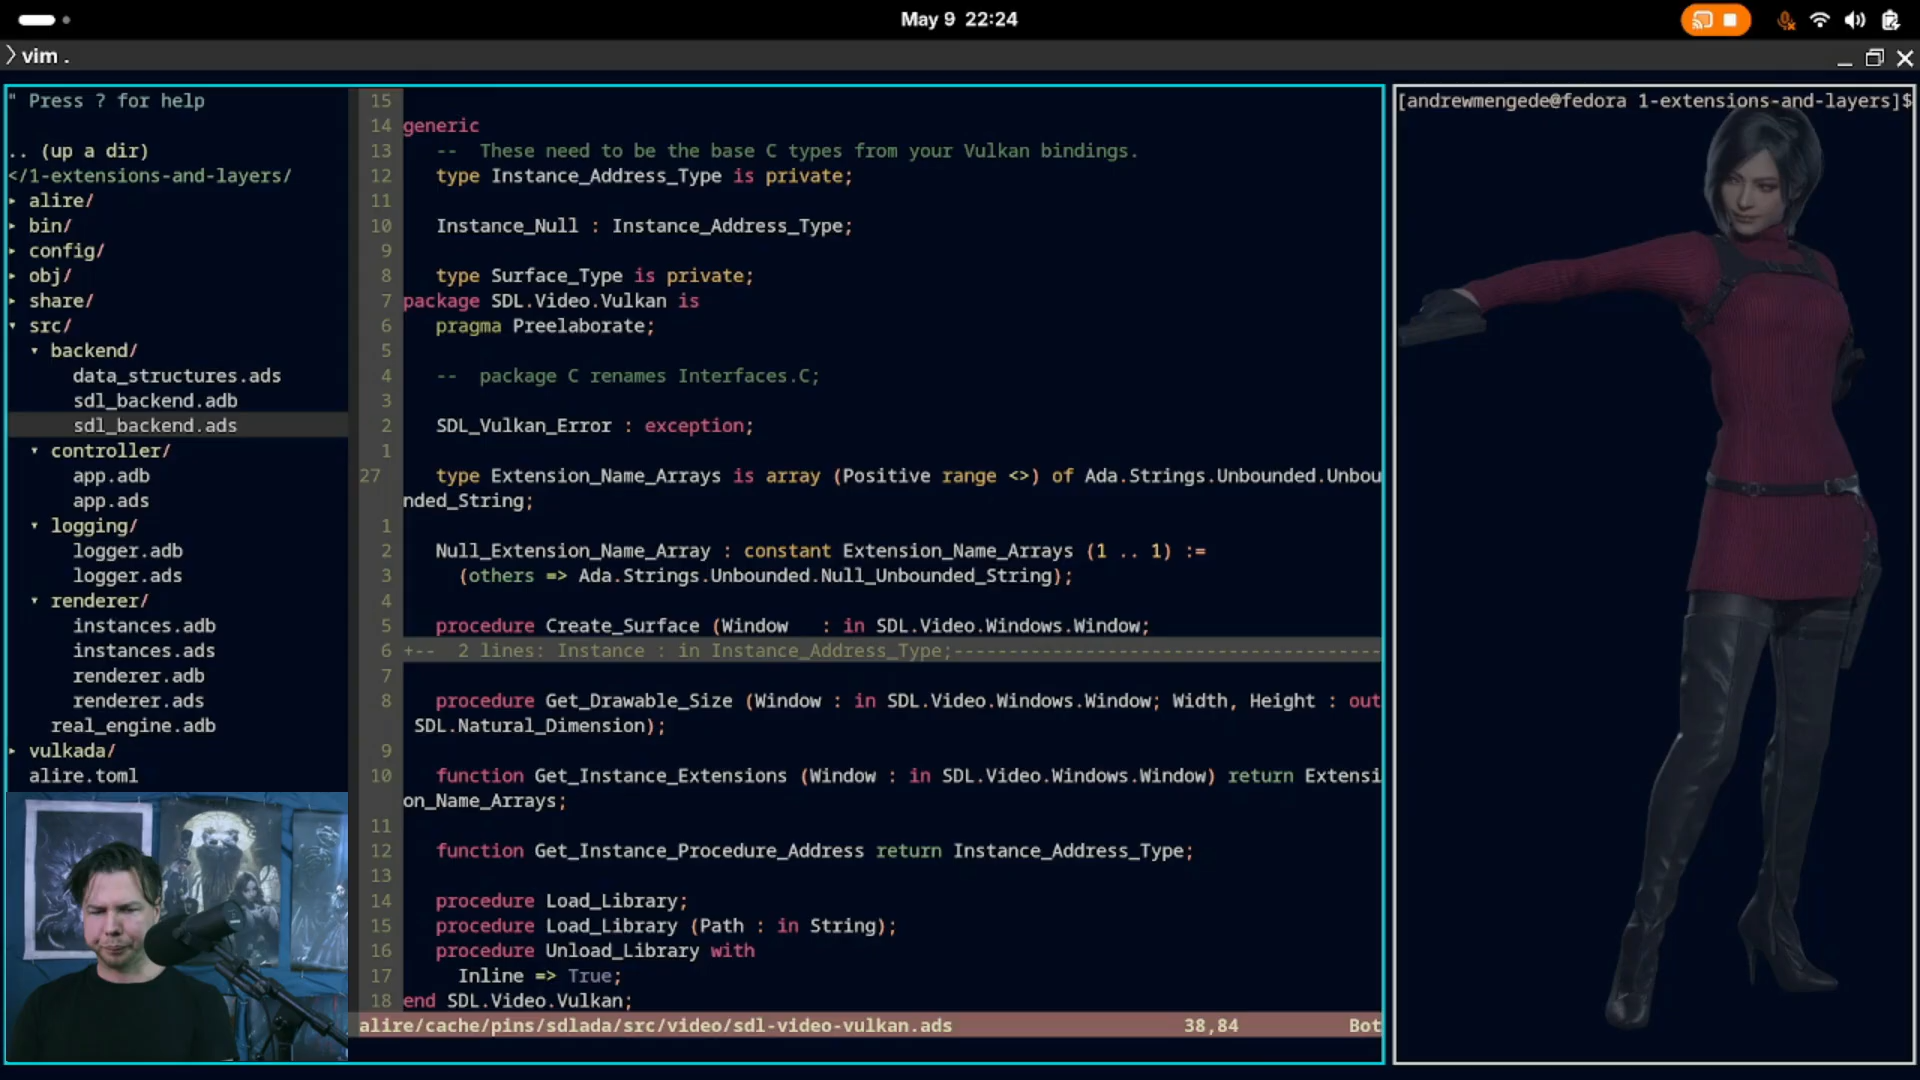 May 9 22:24
vim .
" Press ? for help
.. (up a dir)
</1-extensions-and-layers/
▸ alire/
▸ bin/
▸ config/
▸ obj/
▸ share/
▾ src/
▾ backend/
data_structures.ads
sdl_backend.adb
sdl_backend.ads
▾ controller/
app.adb
app.ads
▾ logging/
logger.adb
logger.ads
▾ renderer/
instances.adb
instances.ads
renderer.adb
renderer.ads
real_engine.adb
▸ vulkada/
alire.toml
15
14 generic
13 -- These need to be the base C types from your Vulkan bindings.
12 type Instance_Address_Type is private;
11
10 Instance_Null : Instance_Address_Type;
9
8 type Surface_Type is private;
7 package SDL.Video.Vulkan is
6 pragma Preelaborate;
5
4 -- package C renames Interfaces.C;
3
2 SDL_Vulkan_Error : exception;
1
27 type Extension_Name_Arrays is array (Positive range <>) of Ada.Strings.Unbounded.Unbou
nded_String;
1
2 Null_Extension_Name_Array : constant Extension_Name_Arrays (1 .. 1) :=
3 (others => Ada.Strings.Unbounded.Null_Unbounded_String);
4
5 procedure Create_Surface (Window : in SDL.Video.Windows.Window;
6 +-- 2 lines: Instance : in Instance_Address_Type;---------------------------------------
7
8 procedure Get_Drawable_Size (Window : in SDL.Video.Windows.Window; Width, Height : out
SDL.Natural_Dimension);
9
10 function Get_Instance_Extensions (Window : in SDL.Video.Windows.Window) return Extensi
on_Name_Arrays;
11
12 function Get_Instance_Procedure_Address return Instance_Address_Type;
13
14 procedure Load_Library;
15 procedure Load_Library (Path : in String);
16 procedure Unload_Library with
17 Inline => True;
18 end SDL.Video.Vulkan;
alire/cache/pins/sdlada/src/video/sdl-video-vulkan.ads 38,84 Bot
[andrewmengede@fedora 1-extensions-and-layers]$